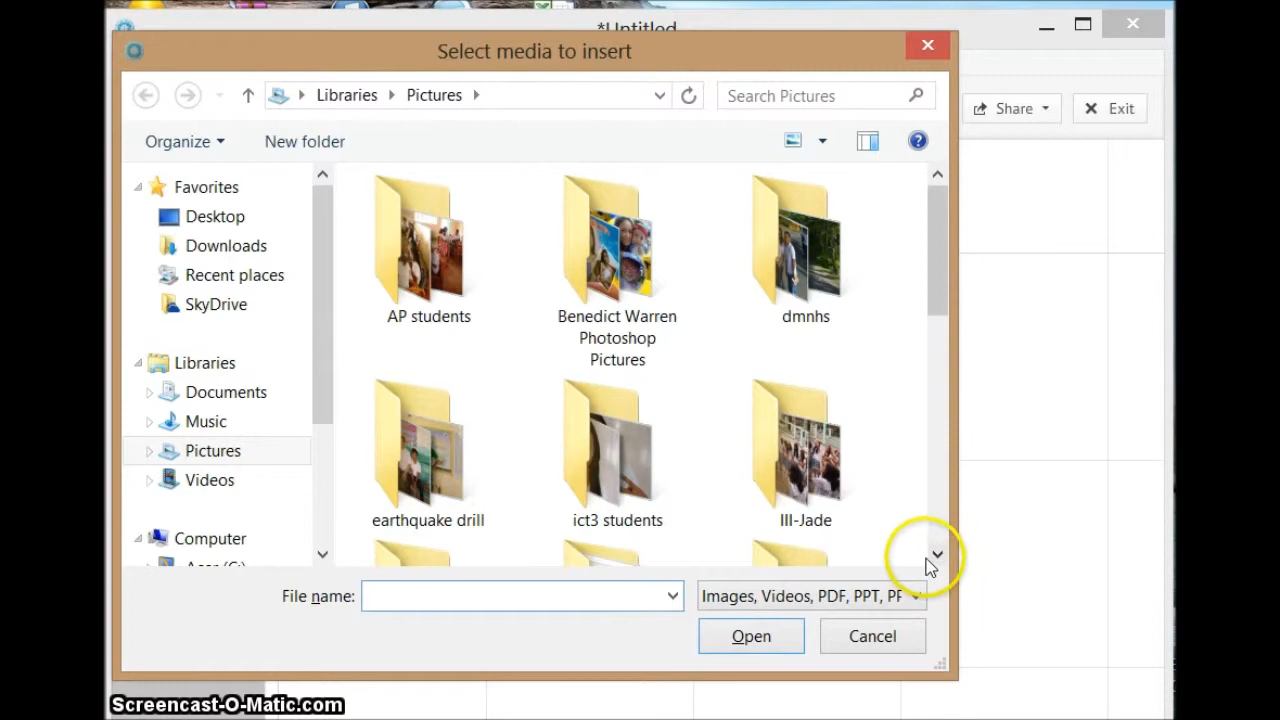 *Untitled
Select media to insert
Libraries Pictures
Search Pictures
Share
Exit
Organize
New folder
Favorites
Desktop
Downloads
Recent places
SkyDrive
Libraries
Documents
Music
Pictures
Videos
Computer
AP students
Benedict Warren
Photoshop
Pictures
dmnhs
earthquake drill
ict3 students
III-Jade
File name:
Images, Videos, PDF, PPT,
Open
Cancel
Screencast-O-Matic.com